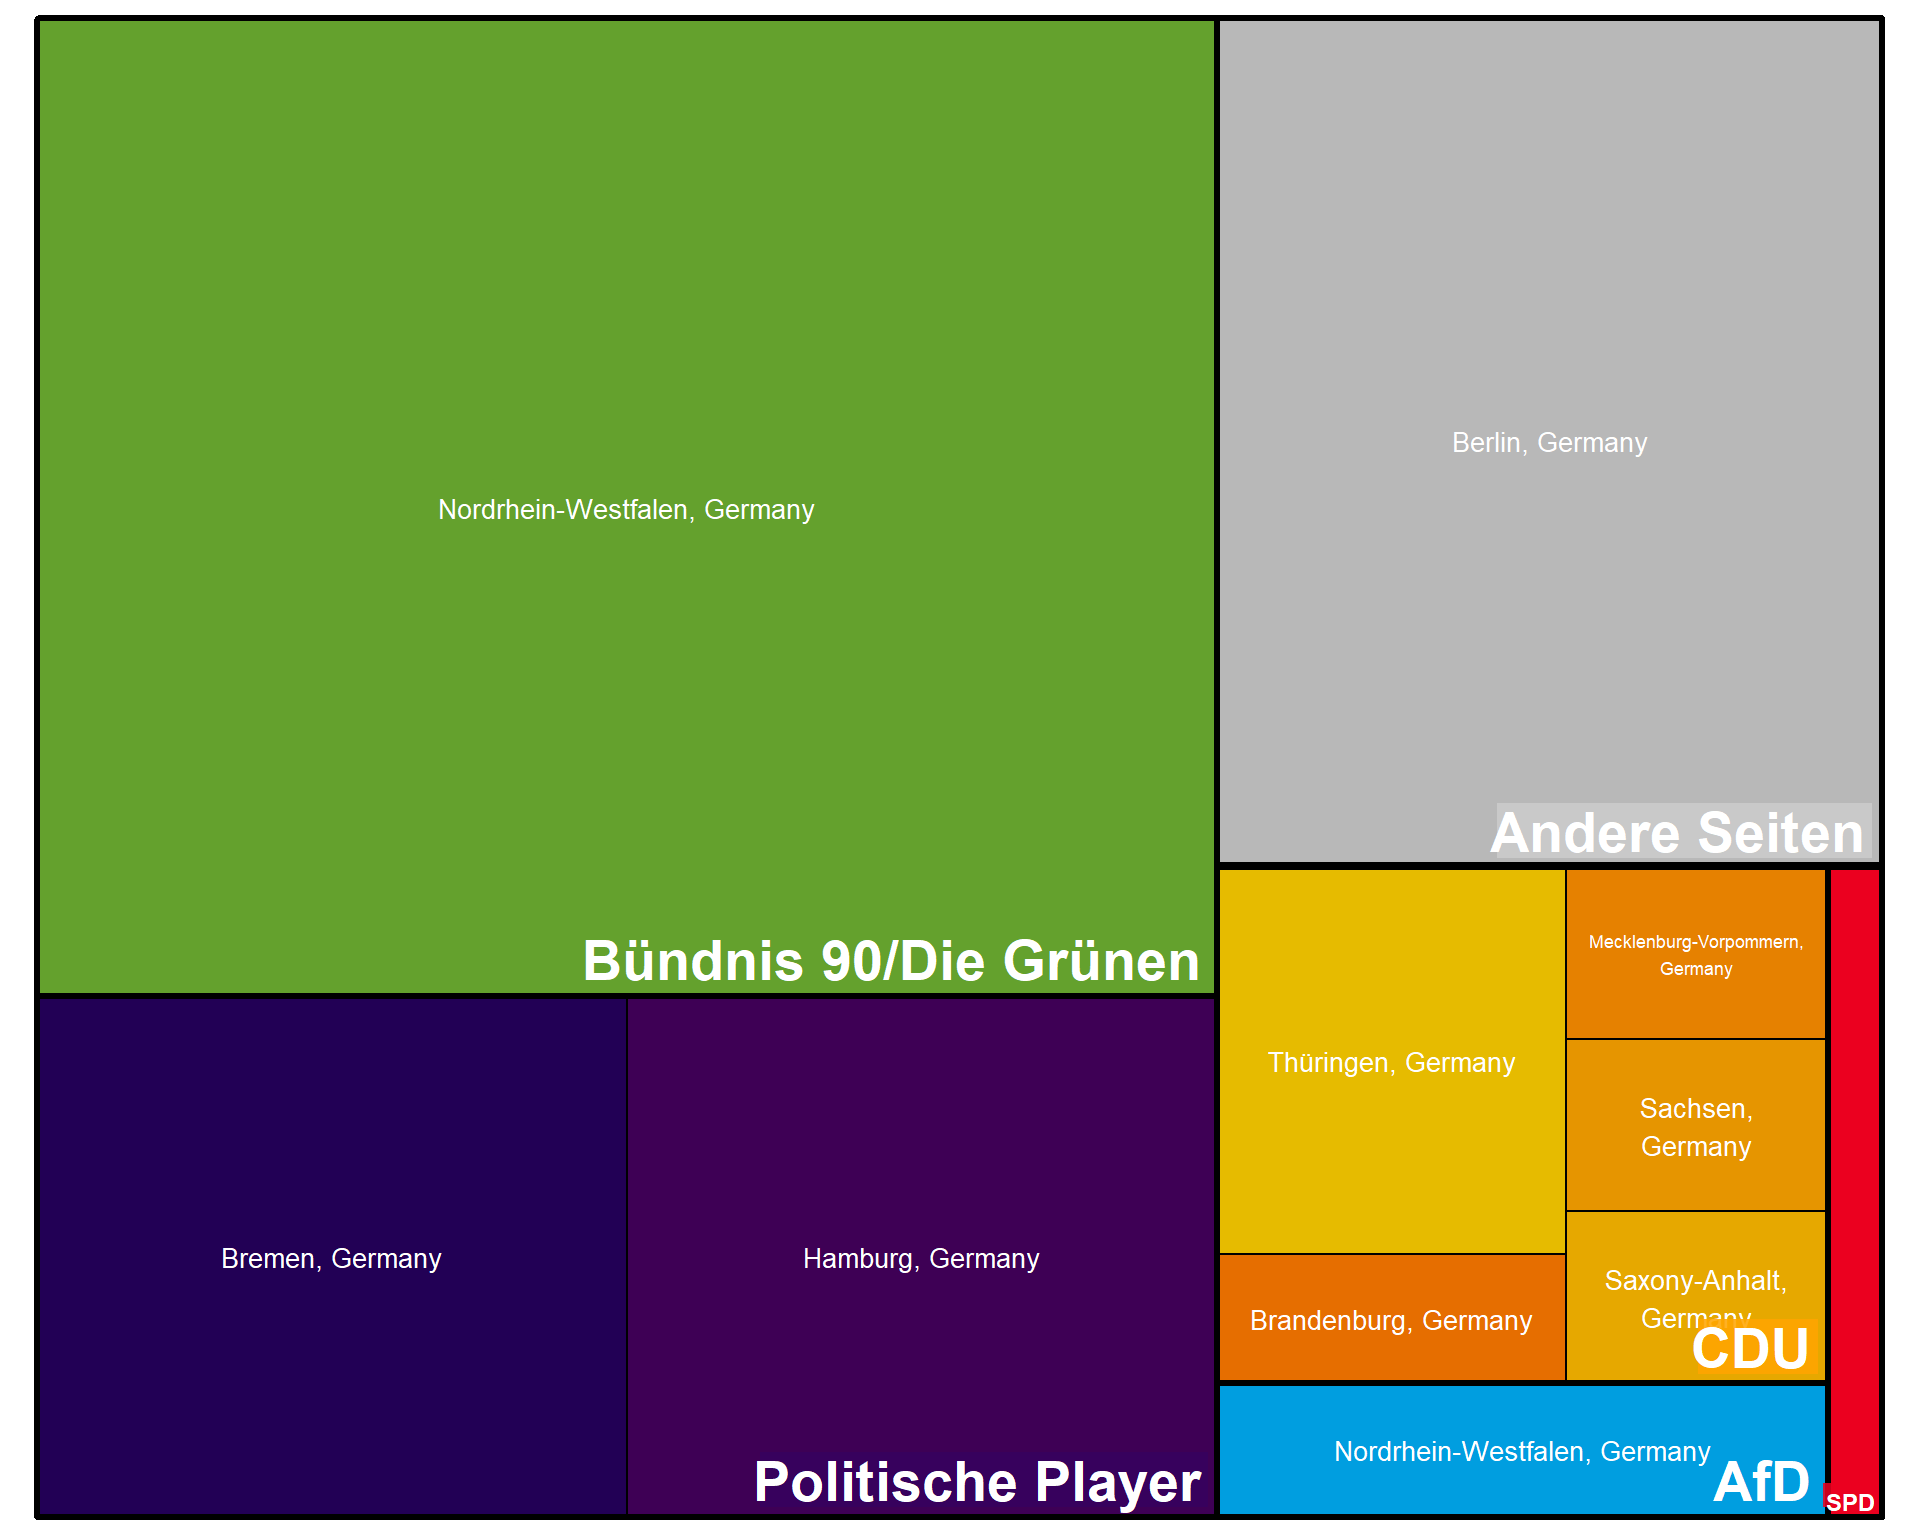 Nordrhein-Westfalen, Germany
Bündnis 90/Die Grünen
Berlin, Germany
Andere Seiten
Bremen, Germany
Hamburg, Germany
Politische Player
Thüringen, Germany
Mecklenburg-Vorpommern,
Germany
Sachsen,
Germany
Saxony-Anhalt,
Germany
Brandenburg, Germany
CDU
Nordrhein-Westfalen, Germany
AfD
SPD